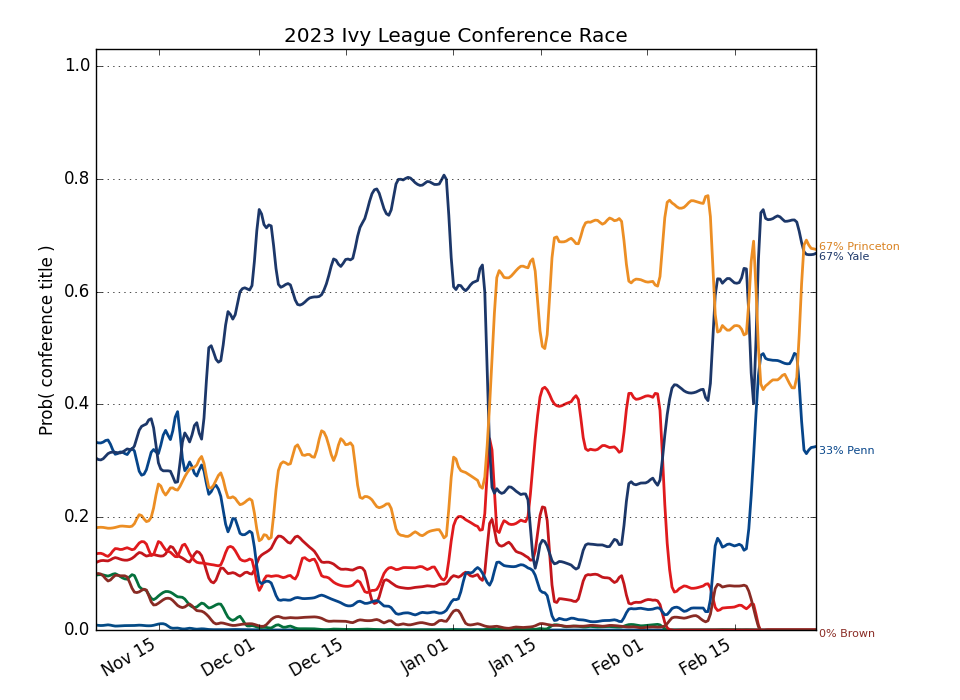 2023 Ivy League Conference Race
1.0
0.8
0.6
0.4
0.2
0.0
Prob( conference title )
67% Princeton
67% Yale
33% Penn
0% Brown
Nov 15
Dec 01
Dec 15
Jan 01
Jan 15
Feb 01
Feb 15